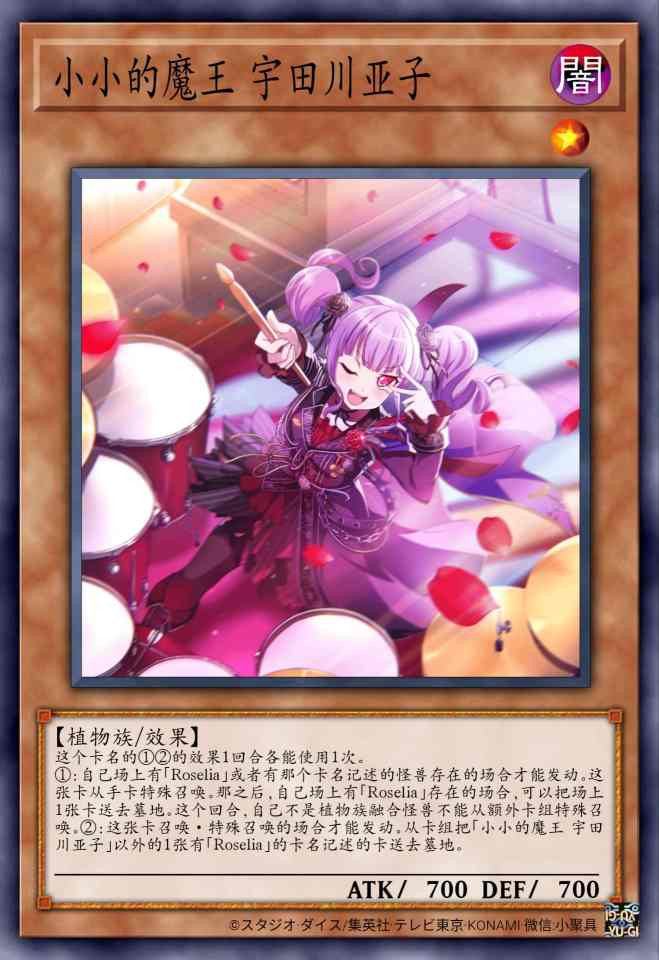 小小的魔王 宇田川亚子
闇
【植物族/效果】
这个卡名的①②的效果1回合各能使用1次。
①:自己场上有「Roselia」或者有那个卡名记述的怪兽存在的场合才能发动。这
张卡从手卡特殊召唤。那之后,自己场上有「Roselia」存在的场合,可以把场上
1张卡送去墓地。这个回合,自己不是植物族融合怪兽不能从额外卡组特殊召
唤。②:这张卡召唤・特殊召唤的场合才能发动。从卡组把「小小的魔王 宇田
川亚子」以外的1张有「Roselia」的卡名记述的卡送去墓地。
ATK/ 700 DEF/ 700
©スタジオ·ダイス/集英社·テレビ東京·KONAMI 微信:小聚具